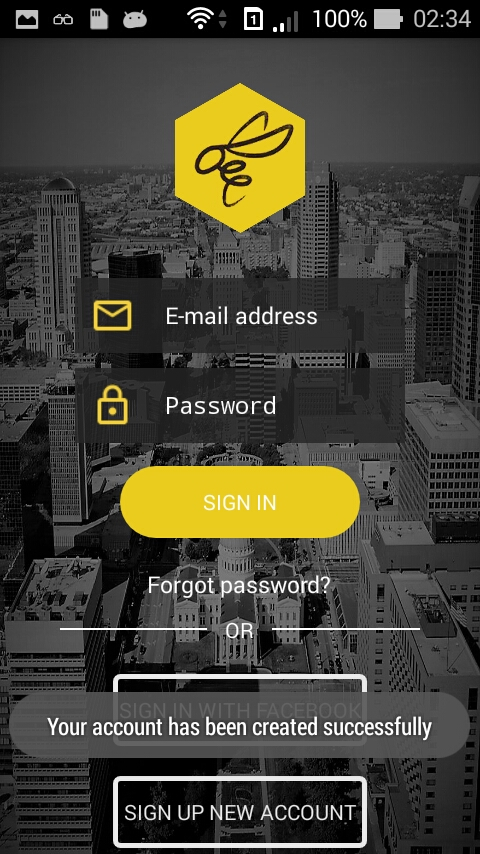 1 100% 02:34
E-mail address
Password
SIGN IN
Forgot password?
OR
SIGN IN WITH FACEBOOK
Your account has been created successfully
SIGN UP NEW ACCOUNT